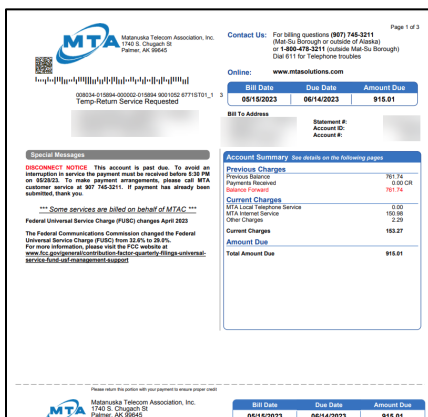 Page 1 of 3
MTA
Matanuska Telecom Association, Inc.
1740 S. Chugach St
Palmer, AK 99645
Contact Us: For billing questions (907) 745-3211
(Mat-Su Borough or outside of Alaska)
or 1-800-478-3211 (outside Mat-Su Borough)
Dial 611 for Telephone troubles
Online: www.mtasolutions.com
008034-015894-000002-015894 9001052 6771ST01_1 3
Temp-Return Service Requested
Bill Date Due Date Amount Due
05/15/2023 06/14/2023 915.01
Bill To Address
Statement #:
Account ID:
Account #:
Special Messages
DISCONNECT NOTICE This account is past due. To avoid an
interruption in service the payment must be received before 5:30 PM
on 05/28/23. To make payment arrangements, please call MTA
customer service at 907 745-3211. If payment has already been
submitted, thank you.
*** Some services are billed on behalf of MTAC ***
Federal Universal Service Charge (FUSC) changes April 2023
The Federal Communications Commission changed the Federal
Universal Service Charge (FUSC) from 32.6% to 29.0%.
For more information, please visit the FCC website at
www.fcc.gov/general/contribution-factor-quarterly-filings-universal-
service-fund-usf-management-support
Account Summary See details on the following pages
Previous Charges
Previous Balance 761.74
Payments Received 0.00 CR
Balance Forward 761.74
Current Charges
MTA Local Telephone Service 0.00
MTA Internet Service 150.98
Other Charges 2.29
Current Charges 153.27
Amount Due
Total Amount Due 915.01
Please return this portion with your payment to ensure proper credit
MTA
Matanuska Telecom Association, Inc.
1740 S. Chugach St
Palmer, AK 99645
Bill Date Due Date Amount Due
05/15/2023 06/14/2023 915.01